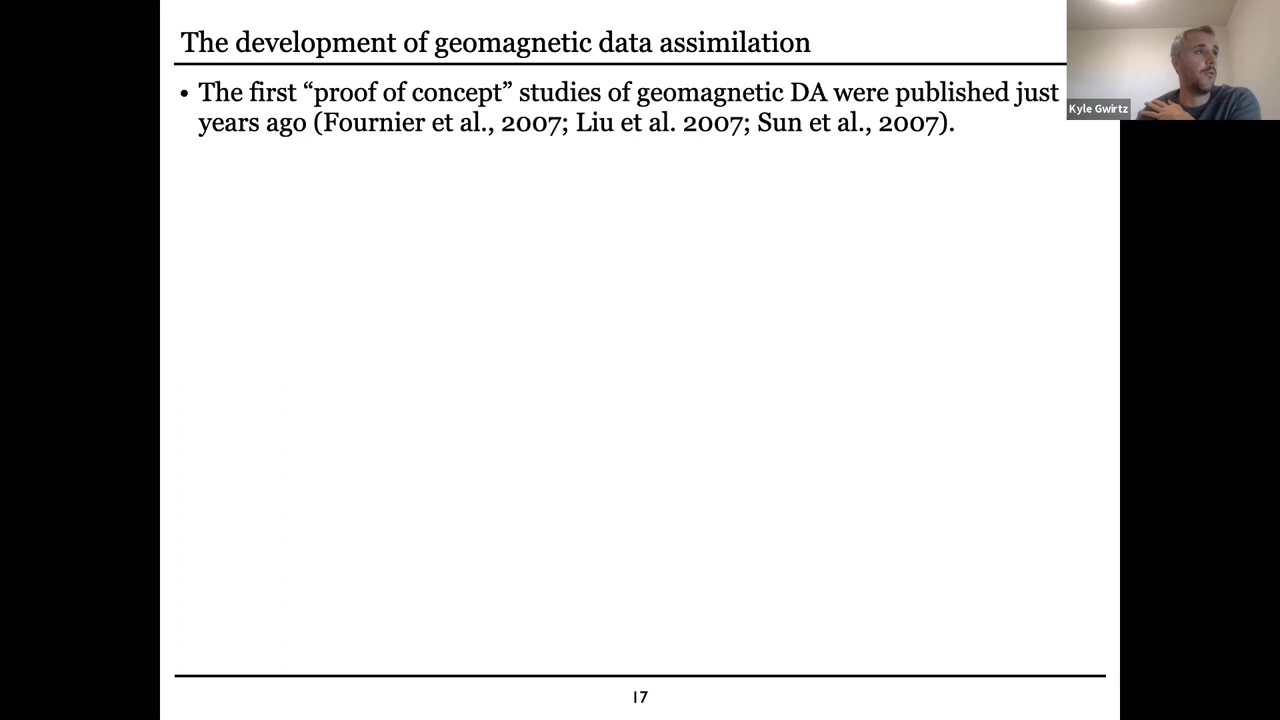 The development of geomagnetic data assimilation
• The first “proof of concept” studies of geomagnetic DA were published just
years ago (Fournier et al., 2007; Liu et al. 2007; Sun et al., 2007).
Kyle Gwirtz
17